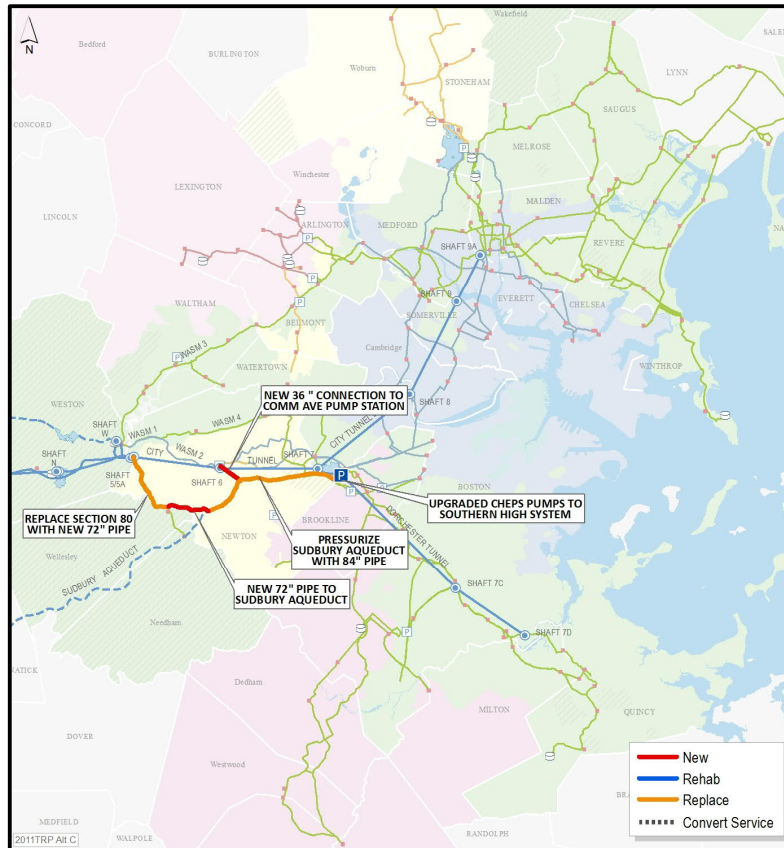 Wakefield
Bedford
BURLINGTON
Woburn
STONEHAM
LYNN
SAUGUS
CONCORD
MELROSE
LEXINGTON
Winchester
LINCOLN
ARLINGTON
MEDFORD
MALDEN
REVERE
SHAFT 9A
EVERETT
CHELSEA
SHAFT 9
SOMERVILLE
WALTHAM
BELMONT
Cambridge
WINTHROP
WASM 3
WATERTOWN
WESTON
NEW 36 " CONNECTION TO
COMM AVE PUMP STATION
SHAFT 8
SHAFT
W
WASM 1
WASM 4
CITY TUNNEL
SHAFT
N
CITY
WASM 2
TUNNEL
SHAFT 7
SHAFT
5/5A
SHAFT 6
BOSTON
REPLACE SECTION 80
WITH NEW 72" PIPE
NEWTON
BROOKLINE
UPGRADED CHEPS PUMPS TO
SOUTHERN HIGH SYSTEM
PRESSURIZE
SUDBURY AQUEDUCT
WITH 84" PIPE
DORCHESTER TUNNEL
Wellesley
SUDBURY AQUEDUCT
NEW 72" PIPE TO
SUDBURY AQUEDUCT
SHAFT 7C
Needham
SHAFT 7D
Dedham
MILTON
QUINCY
DOVER
Westwood
New
Rehab
Replace
Convert Service
MEDFIELD
WALPOLE
RANDOLPH
2011TRP Alt C
N
P
P
P
P
P
P
P